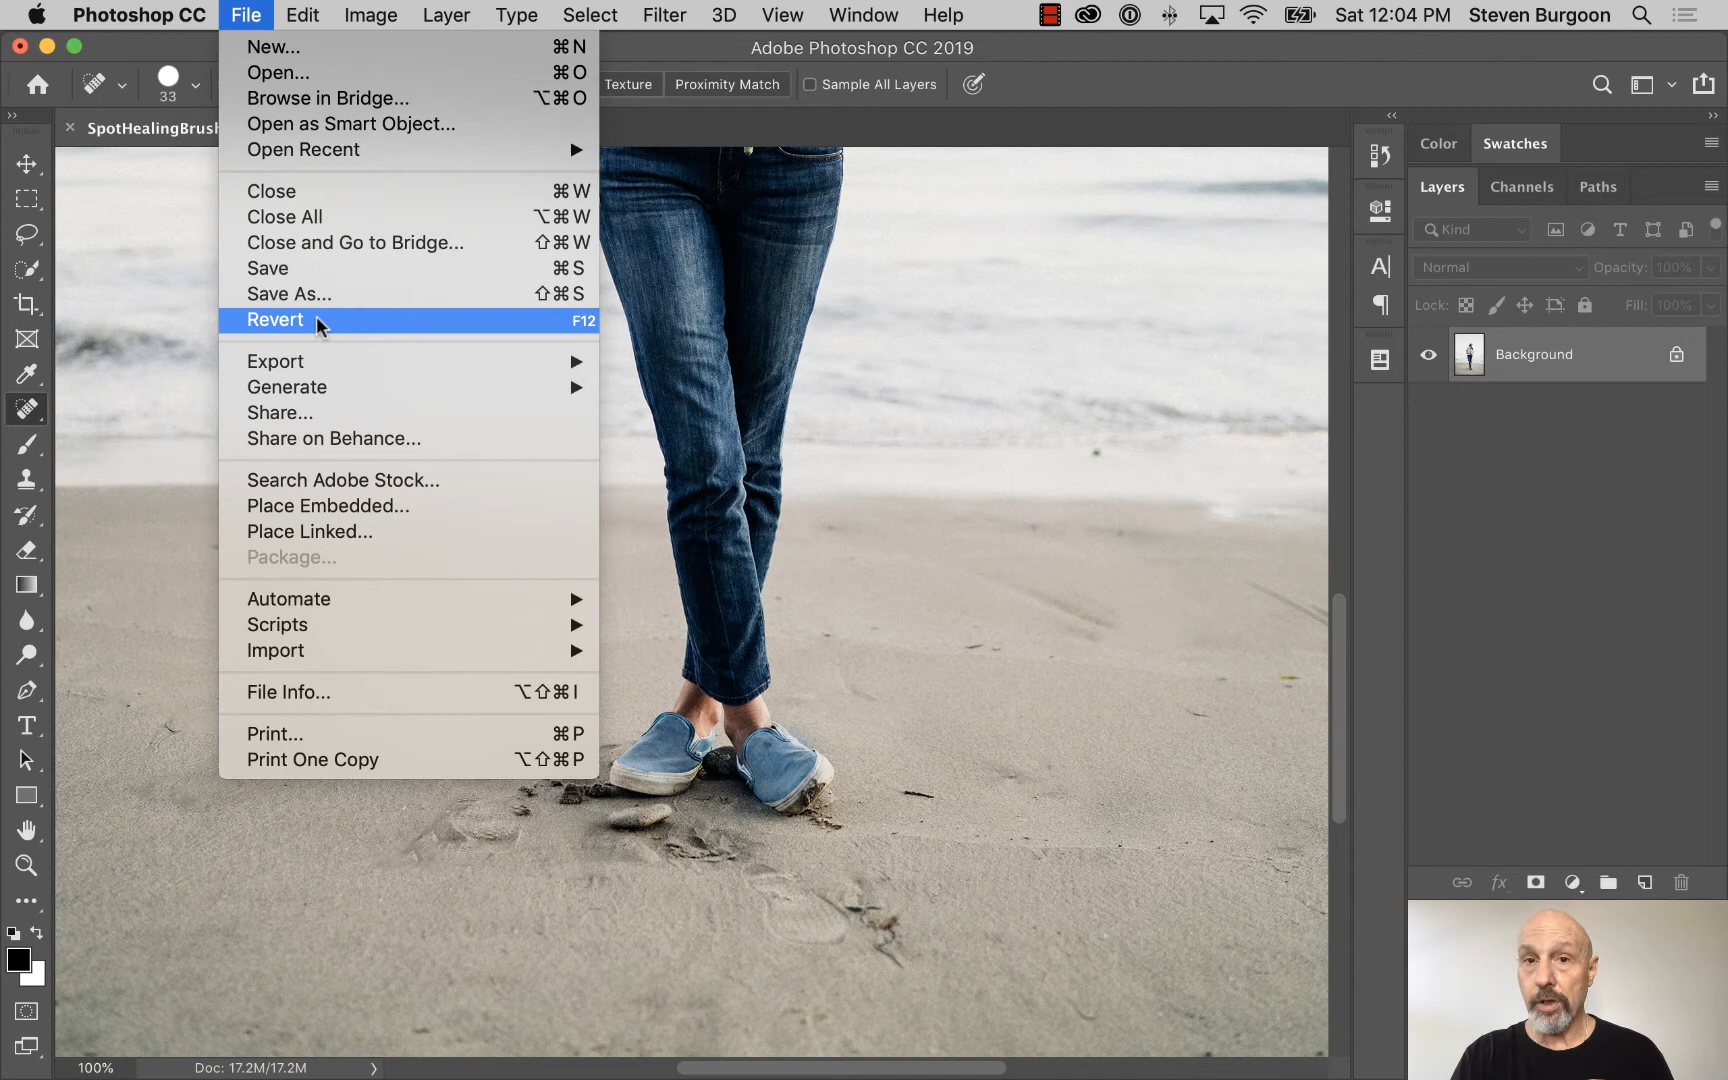 Photoshop CC File Edit Image Layer Type Select Filter 3D View Window Help Sat 12:04 PM Steven Burgoon
Adobe Photoshop CC 2019
33 Texture Proximity Match Sample All Layers
SpotHealingBrush
New... ⌘N
Open... ⌘O
Browse in Bridge... ⌥⌘O
Open as Smart Object...
Open Recent ▶
Close ⌘W
Close All ⌥⌘W
Close and Go to Bridge... ⇧⌘W
Save ⌘S
Save As... ⇧⌘S
Revert F12
Export ▶
Generate ▶
Share...
Share on Behance...
Search Adobe Stock...
Place Embedded...
Place Linked...
Package...
Automate ▶
Scripts ▶
Import ▶
File Info... ⌥⇧⌘I
Print... ⌘P
Print One Copy ⌥⇧⌘P
Color Swatches
Layers Channels Paths
Kind
Normal Opacity: 100%
Lock: Fill: 100%
Background
fx
100% Doc: 17.2M/17.2M